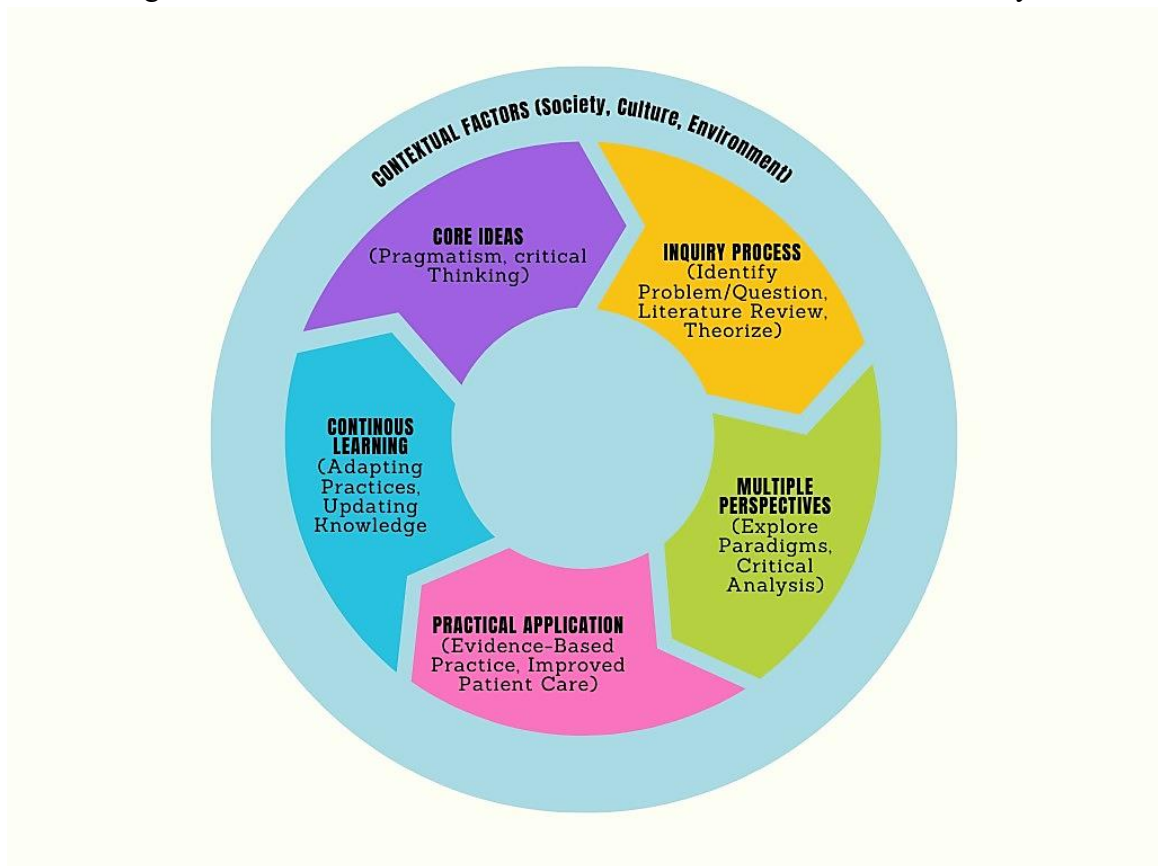 CONTEXTUAL FACTORS (Society, Culture, Environment)
CORE IDEAS
(Pragmatism, critical
Thinking)
INQUIRY PROCESS
(Identify
Problem/Question,
Literature Review,
Theorize)
MULTIPLE
PERSPECTIVES
(Explore
Paradigms,
Critical
Analysis)
PRACTICAL APPLICATION
(Evidence-Based
Practice, Improved
Patient Care)
CONTINOUS
LEARNING
(Adapting
Practices,
Updating
Knowledge